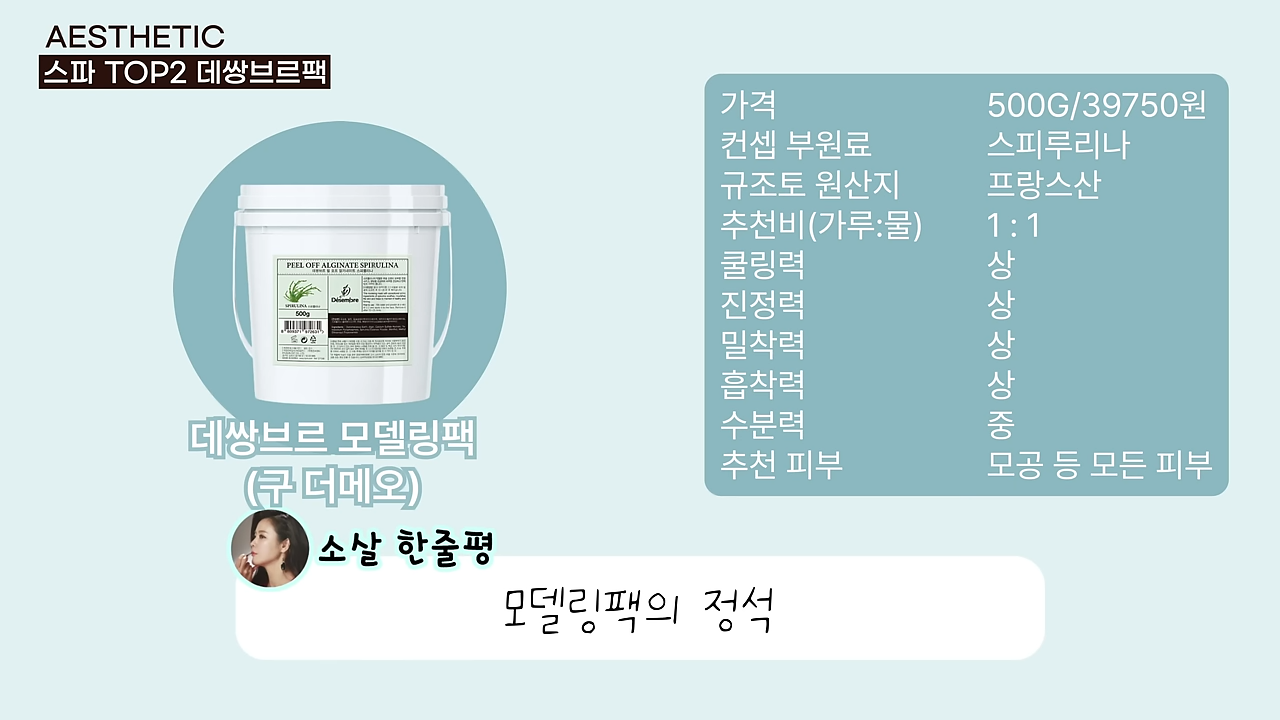 AESTHETIC
스파 TOP2 데쌍브르팩
가격 500G/39750원
컨셉 부원료 스피루리나
규조토 원산지 프랑스산
추천비(가루:물) 1 : 1
쿨링력 상
진정력 상
밀착력 상
흡착력 상
수분력 중
추천 피부 모공 등 모든 피부
PEEL OFF ALGINATE SPIRULINA
SPIRULINA
500g
Désembre
데쌍브르 모델링팩
(구 더메오)
소살 한줄평
모델링팩의 정석